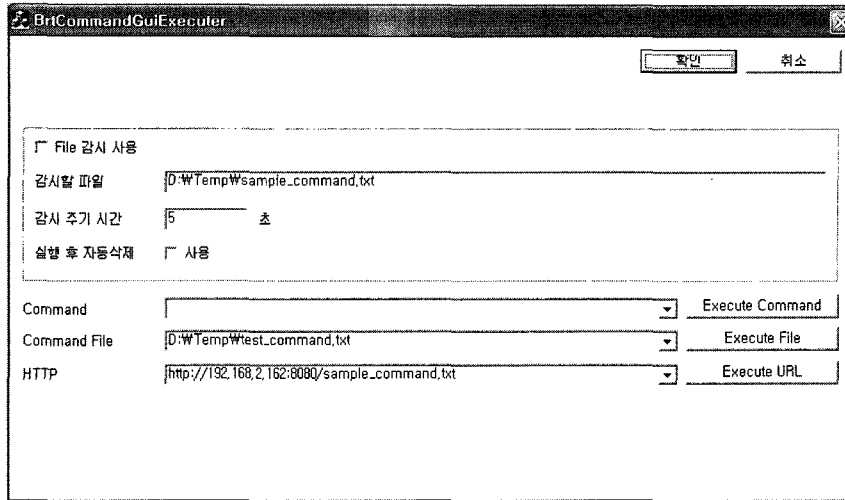 BrtCommandGuiExecuter
확인 취소
File 감시 사용
감시할 파일 D:₩Temp₩sample_command,txt
감시 주기 시간 5 초
실행 후 자동삭제 사용
Command Execute Command
Command File D:₩Temp₩test_command,txt Execute File
HTTP http://192,168,2,162:8080/sample_command,txt Execute URL